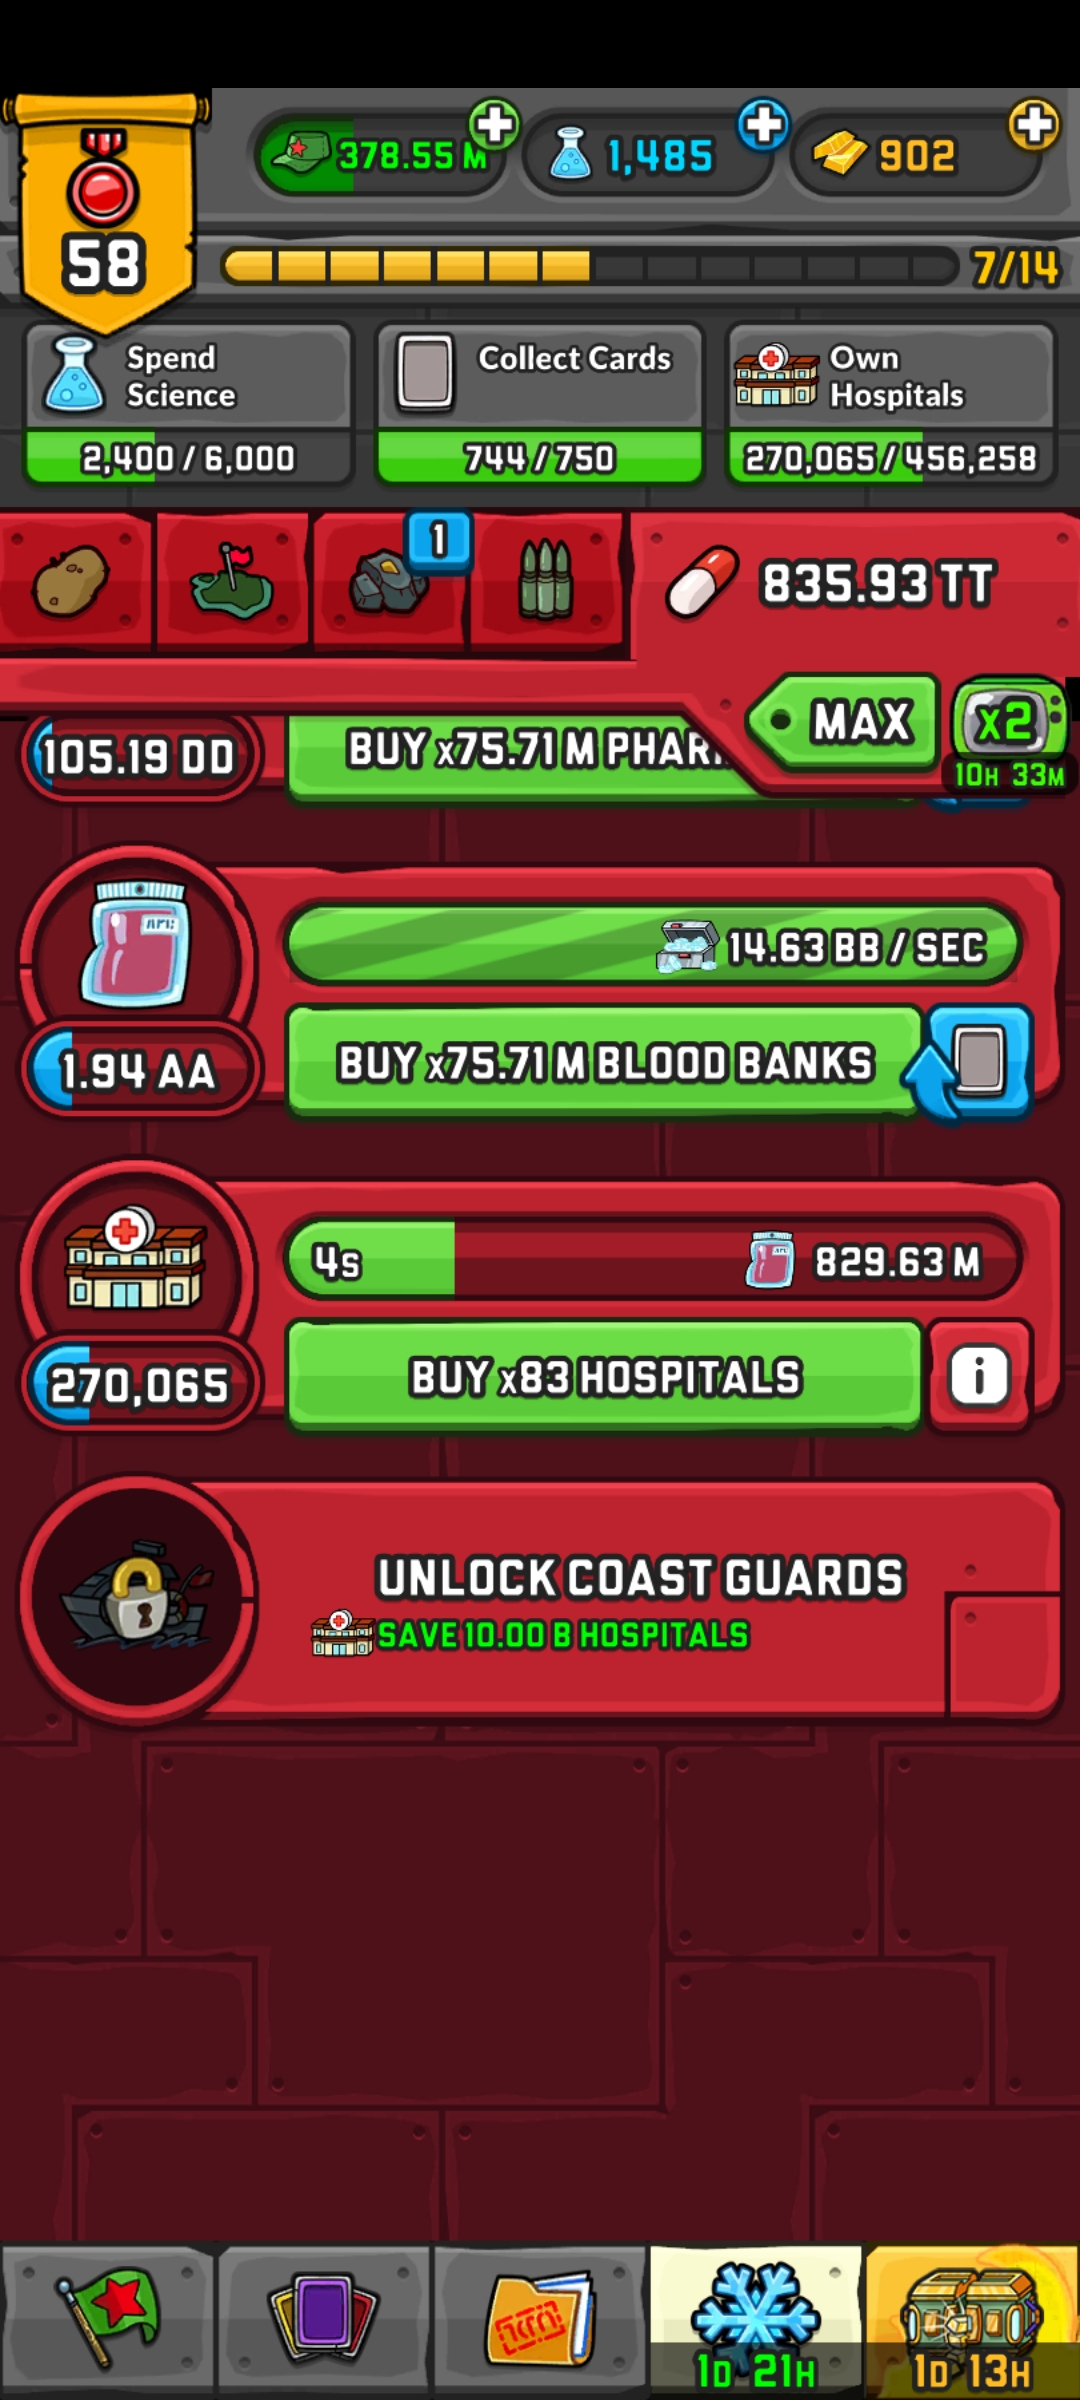 378.55 M
1,485
902
58
7/14
Spend
Science
2,400 / 6,000
Collect Cards
744 / 750
Own
Hospitals
270,065 / 456,258
1
835.93 TT
MAX
x2
10H 33M
105.19 DD
BUY x75.71 M PHAR
14.63 BB / SEC
1.94 AA
BUY x75.71 M BLOOD BANKS
4s
829.63 M
270,065
BUY x83 HOSPITALS
i
UNLOCK COAST GUARDS
SAVE 10.00 B HOSPITALS
1D 21H
1D 13H